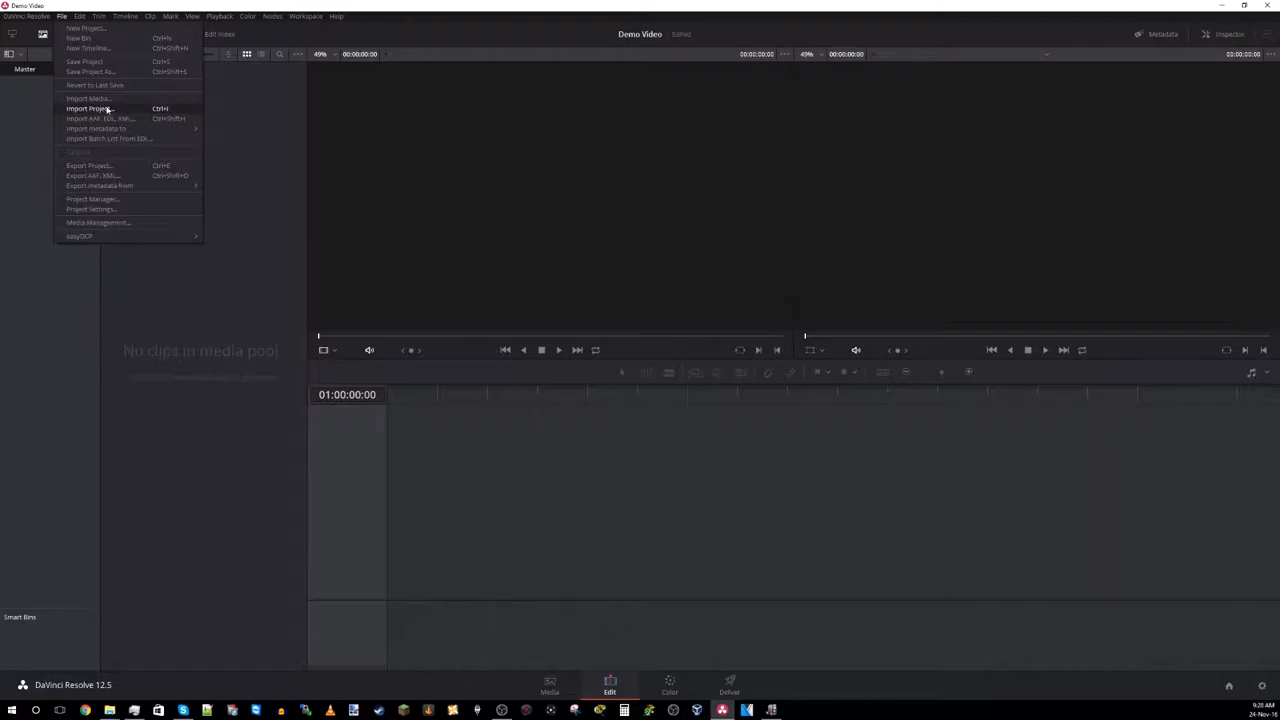 Demo Video
DaVinci Resolve File Edit Trim Timeline Clip Mark View Playback Color Nodes Workspace Help
Edit Index Demo Video Edited Metadata Inspector
49% 00:00:00:00 00:00:00:00 49% 00:00:00:00 00:00:00:00
Master
New Project...
New Bin Ctrl+N
New Timeline... Ctrl+Shift+N
Save Project Ctrl+S
Save Project As... Ctrl+Shift+S
Revert to Last Save
Import Media...
Import Project... Ctrl+I
Import AAF, EDL, XML... Ctrl+Shift+I
Import metadata to
Import Batch List From EDL...
Export Project... Ctrl+E
Export AAF, XML... Ctrl+Shift+O
Export metadata from
Project Manager...
Project Settings...
Media Management...
easyDCP
No clips in media pool
01:00:00:00
Smart Bins
DaVinci Resolve 12.5
Media Edit Color Deliver
9:28 AM
24-Nov-16